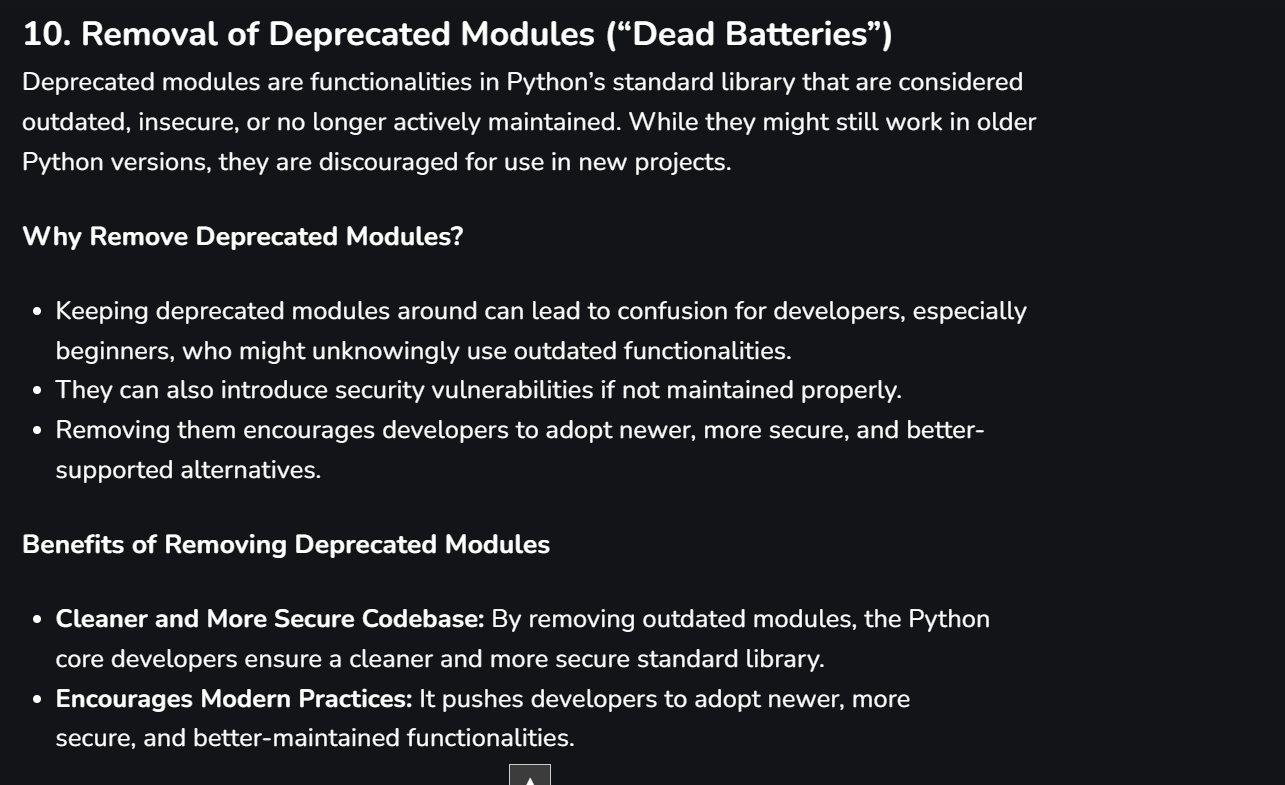 10. Removal of Deprecated Modules (“Dead Batteries”)
Deprecated modules are functionalities in Python’s standard library that are considered
outdated, insecure, or no longer actively maintained. While they might still work in older
Python versions, they are discouraged for use in new projects.
Why Remove Deprecated Modules?
• Keeping deprecated modules around can lead to confusion for developers, especially
beginners, who might unknowingly use outdated functionalities.
• They can also introduce security vulnerabilities if not maintained properly.
• Removing them encourages developers to adopt newer, more secure, and better-
supported alternatives.
Benefits of Removing Deprecated Modules
• Cleaner and More Secure Codebase: By removing outdated modules, the Python
core developers ensure a cleaner and more secure standard library.
• Encourages Modern Practices: It pushes developers to adopt newer, more
secure, and better-maintained functionalities.